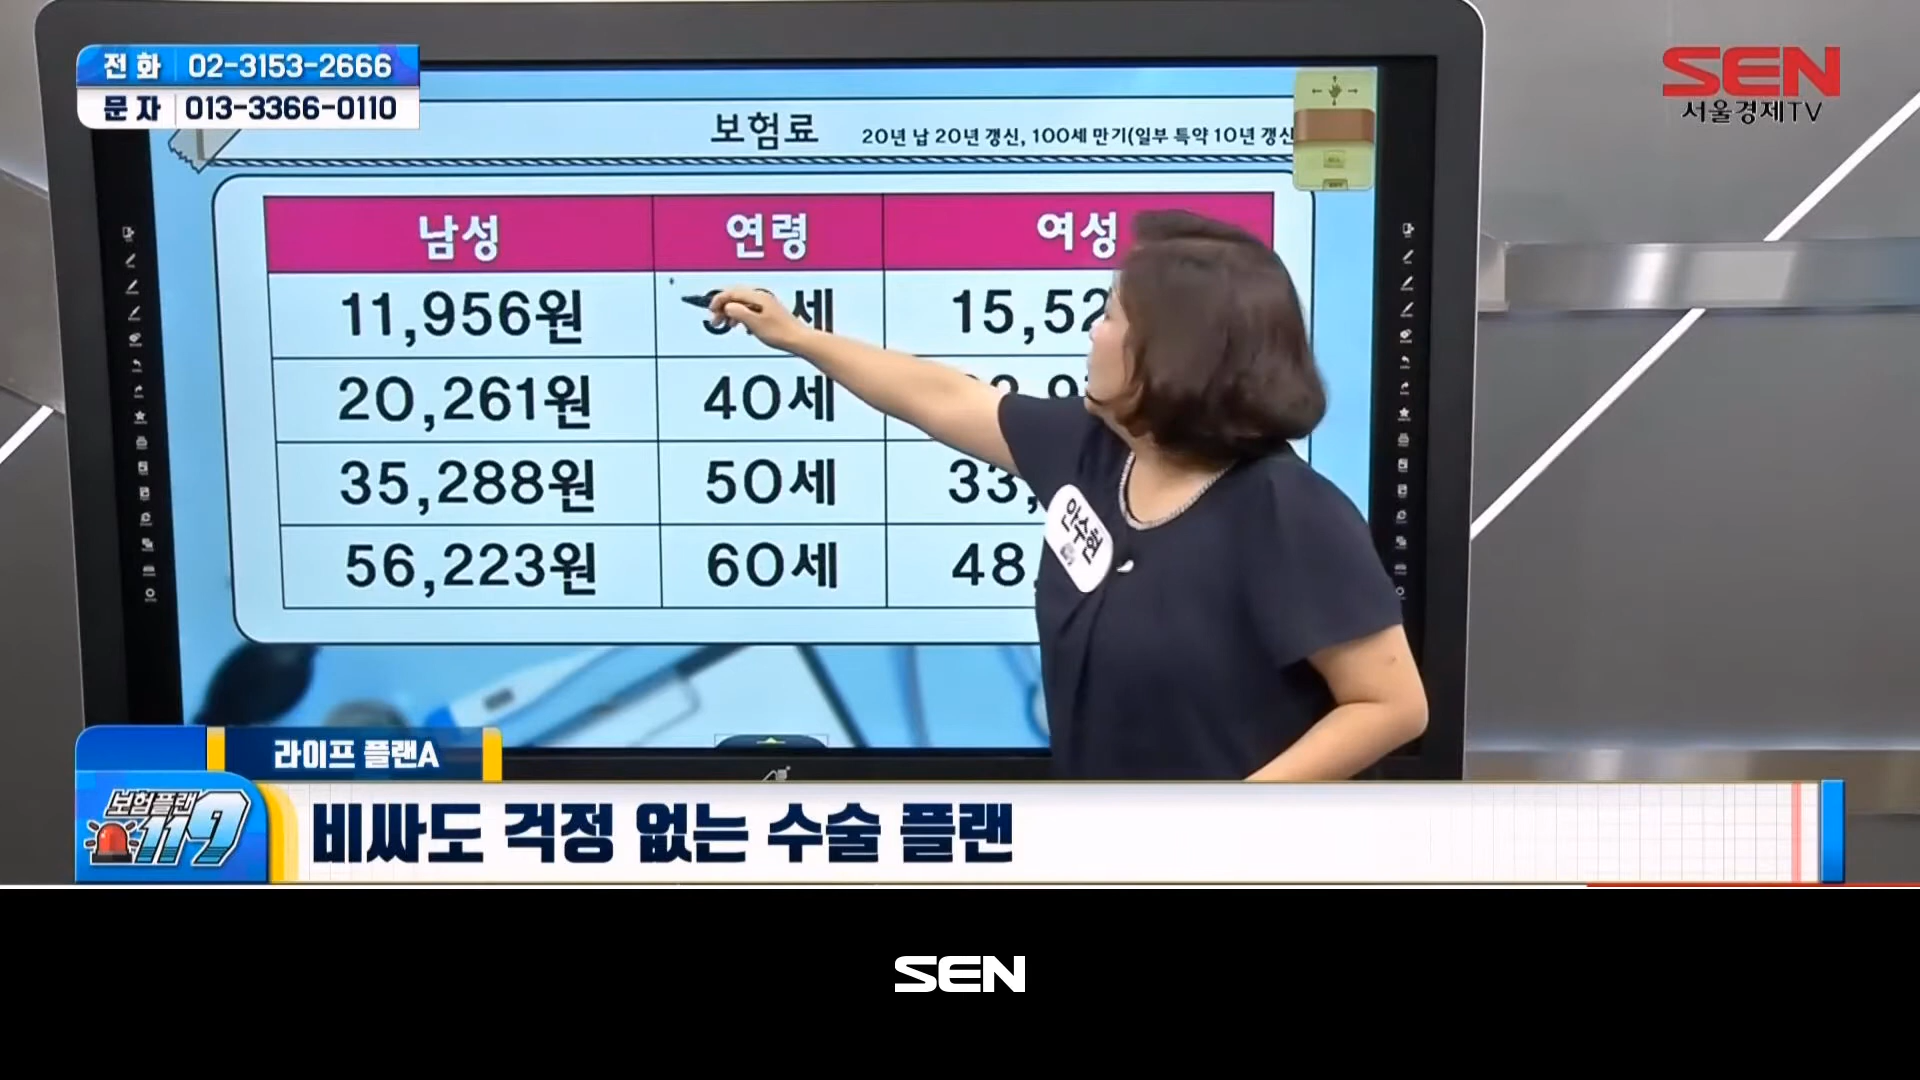 전화 02-3153-2666
문자 013-3366-0110
SEN
서울경제TV
보험료 20년 납 20년 갱신, 100세 만기(일부 특약 10년 갱신
남성 연령 여성
11,956원 세 15,52
20,261원 40세
35,288원 50세 33,
56,223원 60세 48,
안수현
라이프 플랜A
보험플랜
119
비싸도 걱정 없는 수술 플랜
SEN